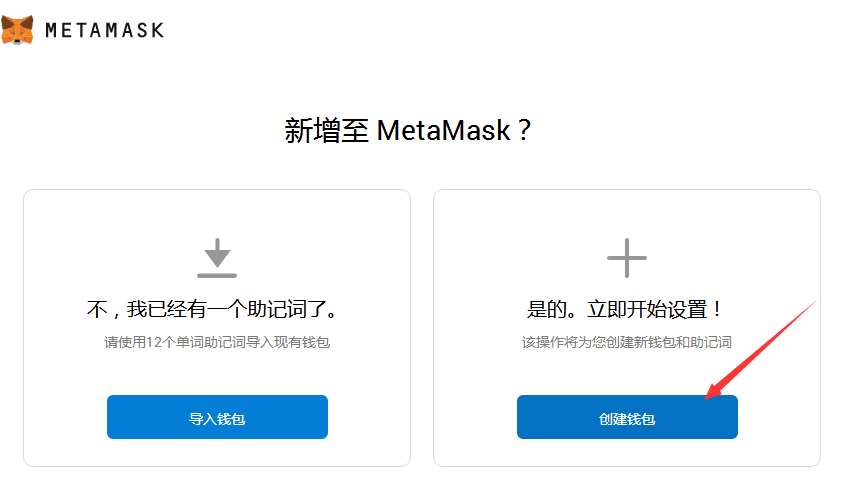 METAMASK
新增至 MetaMask？
不，我已经有一个助记词了。
请使用12个单词助记词导入现有钱包
导入钱包
是的。立即开始设置！
该操作将为您创建新钱包和助记词
创建钱包